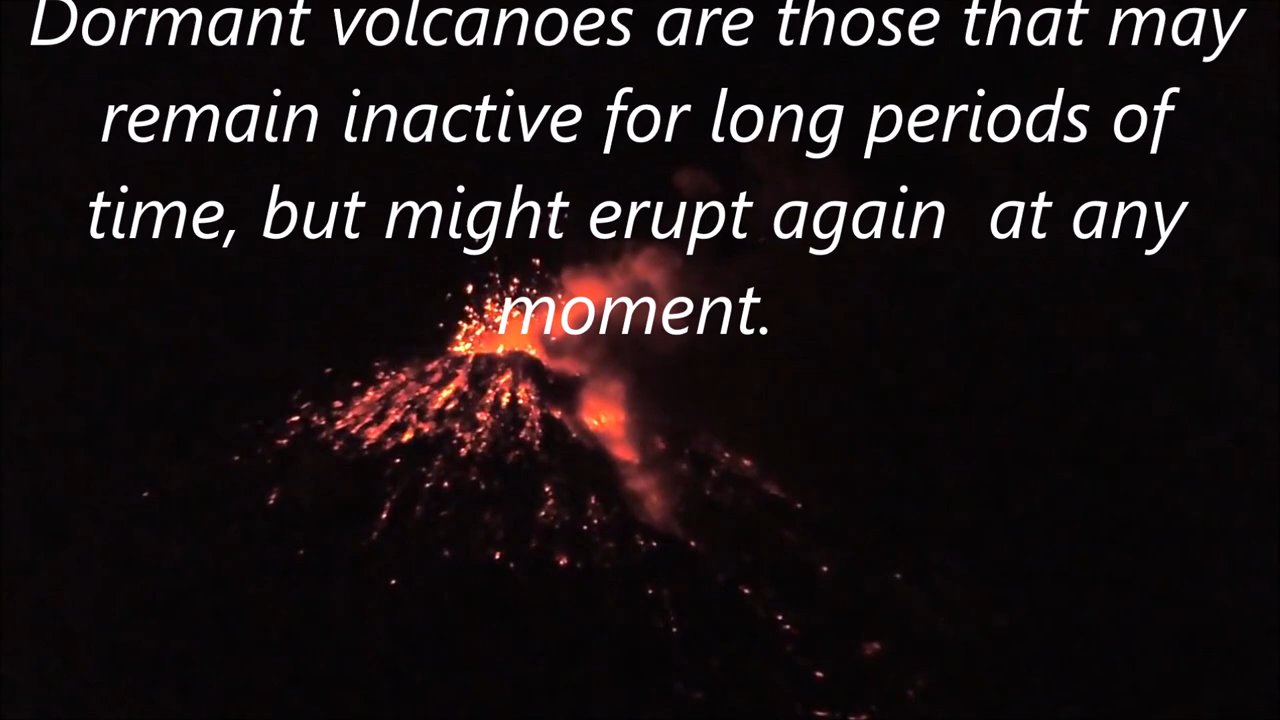 Dormant volcanoes are those that may
remain inactive for long periods of
time, but might erupt again  at any
moment.